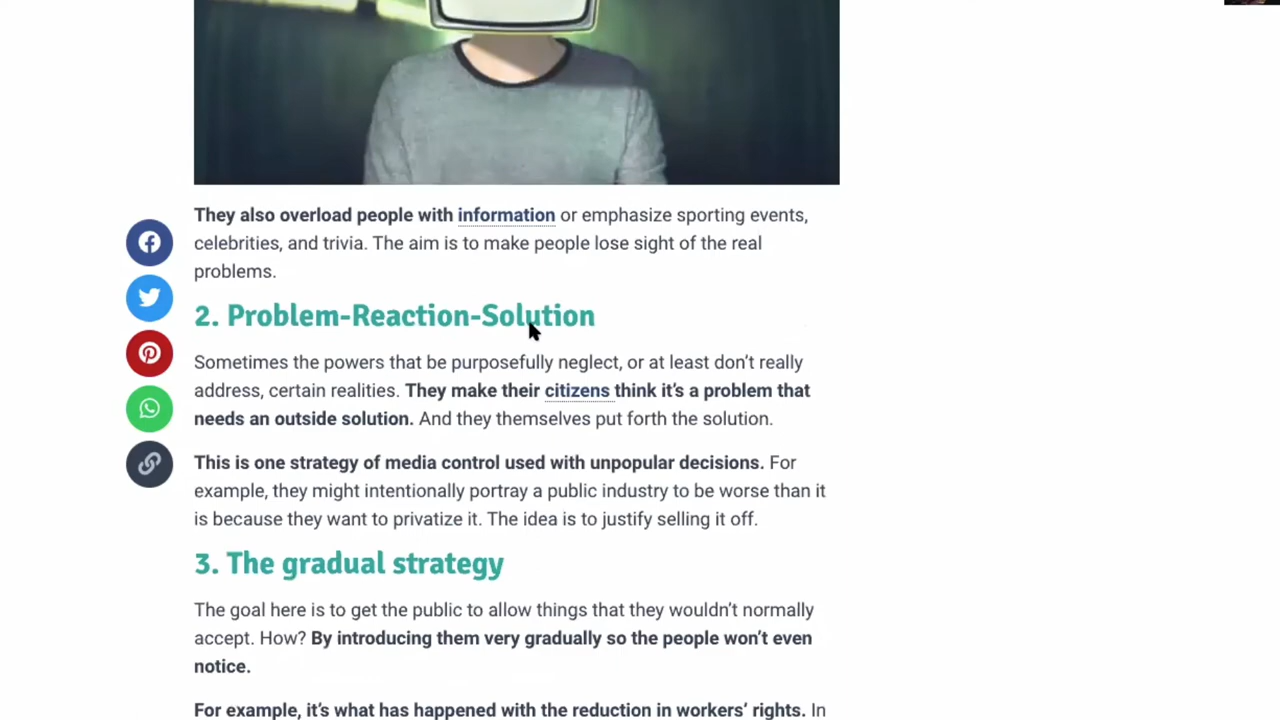 They also overload people with information or emphasize sporting events,
celebrities, and trivia. The aim is to make people lose sight of the real
problems.
2. Problem-Reaction-Solution
Sometimes the powers that be purposefully neglect, or at least don’t really
address, certain realities. They make their citizens think it’s a problem that
needs an outside solution. And they themselves put forth the solution.
This is one strategy of media control used with unpopular decisions. For
example, they might intentionally portray a public industry to be worse than it
is because they want to privatize it. The idea is to justify selling it off.
3. The gradual strategy
The goal here is to get the public to allow things that they wouldn’t normally
accept. How? By introducing them very gradually so the people won’t even
notice.
For example, it’s what has happened with the reduction in workers’ rights. In